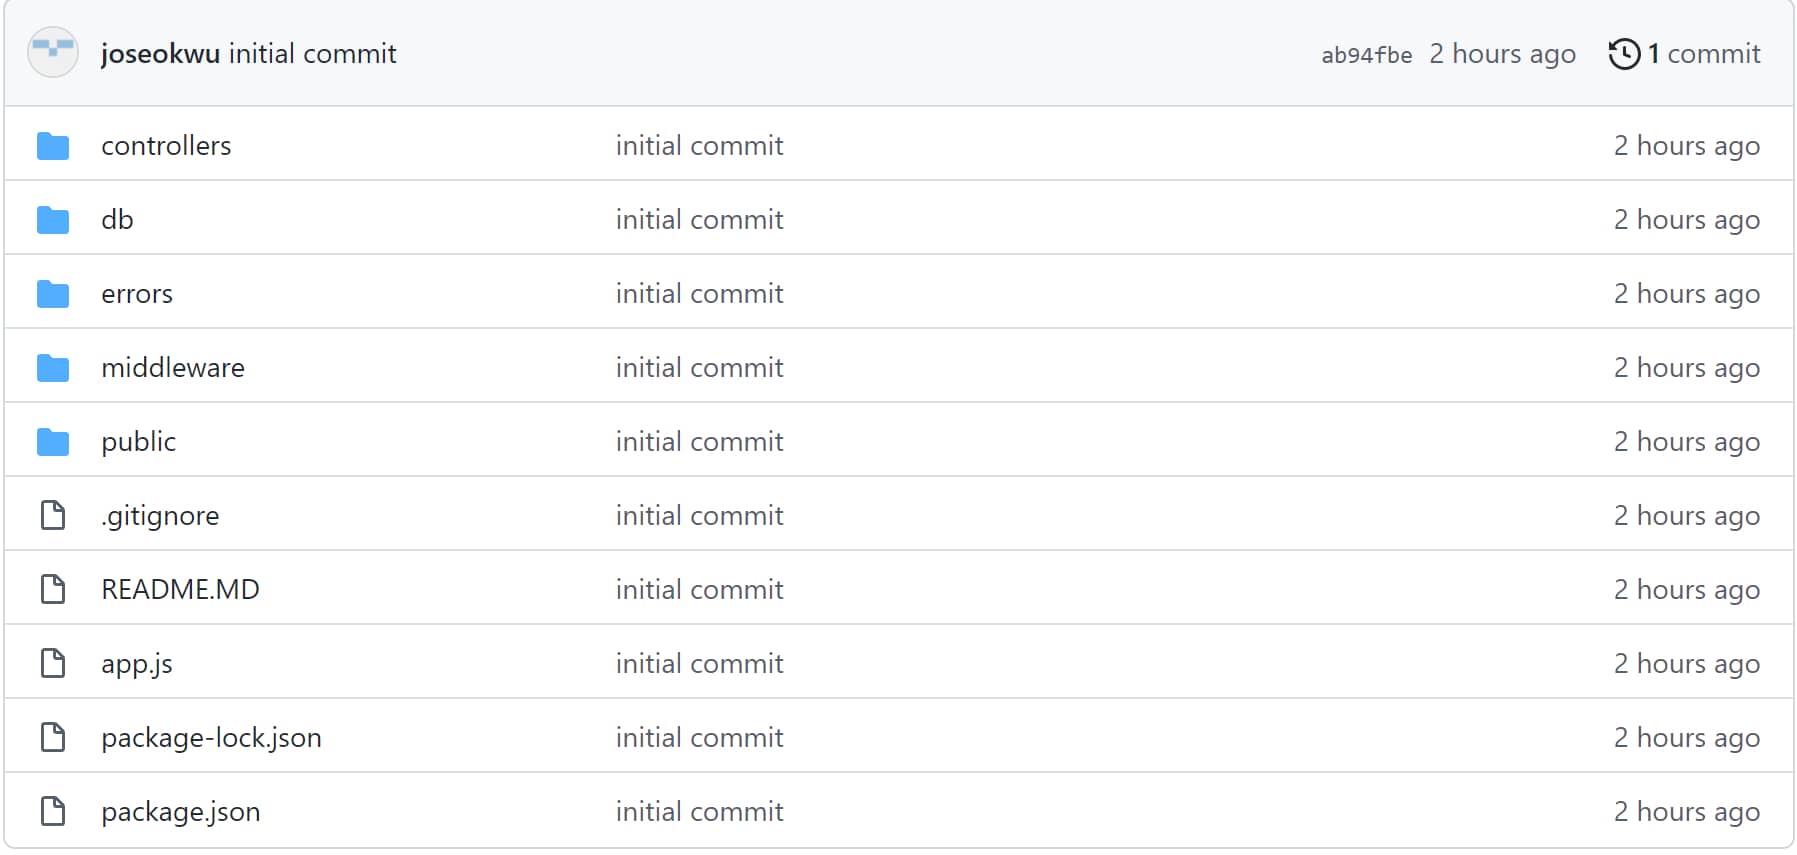 joseokwu initial commit ab94fbe 2 hours ago 1 commit
controllers initial commit 2 hours ago
db initial commit 2 hours ago
errors initial commit 2 hours ago
middleware initial commit 2 hours ago
public initial commit 2 hours ago
.gitignore initial commit 2 hours ago
README.MD initial commit 2 hours ago
app.js initial commit 2 hours ago
package-lock.json initial commit 2 hours ago
package.json initial commit 2 hours ago